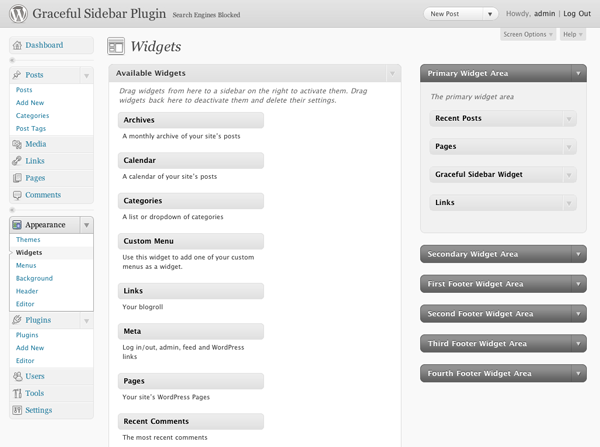 Graceful Sidebar Plugin
Search Engines Blocked
New Post
Howdy, admin | Log Out
Screen Options
Help
Dashboard
Posts
Posts
Add New
Categories
Post Tags
Media
Links
Pages
Comments
Appearance
Themes
Widgets
Menus
Background
Header
Editor
Plugins
Plugins
Add New
Editor
Users
Tools
Settings
Widgets
Available Widgets
Drag widgets from here to a sidebar on the right to activate them. Drag
widgets back here to deactivate them and delete their settings.
Archives
A monthly archive of your site's posts
Calendar
A calendar of your site's posts
Categories
A list or dropdown of categories
Custom Menu
Use this widget to add one of your custom
menus as a widget.
Links
Your blogroll
Meta
Log in/out, admin, feed and WordPress
links
Pages
Your site's WordPress Pages
Recent Comments
The most recent comments
Primary Widget Area
The primary widget area
Recent Posts
Pages
Graceful Sidebar Widget
Links
Secondary Widget Area
First Footer Widget Area
Second Footer Widget Area
Third Footer Widget Area
Fourth Footer Widget Area